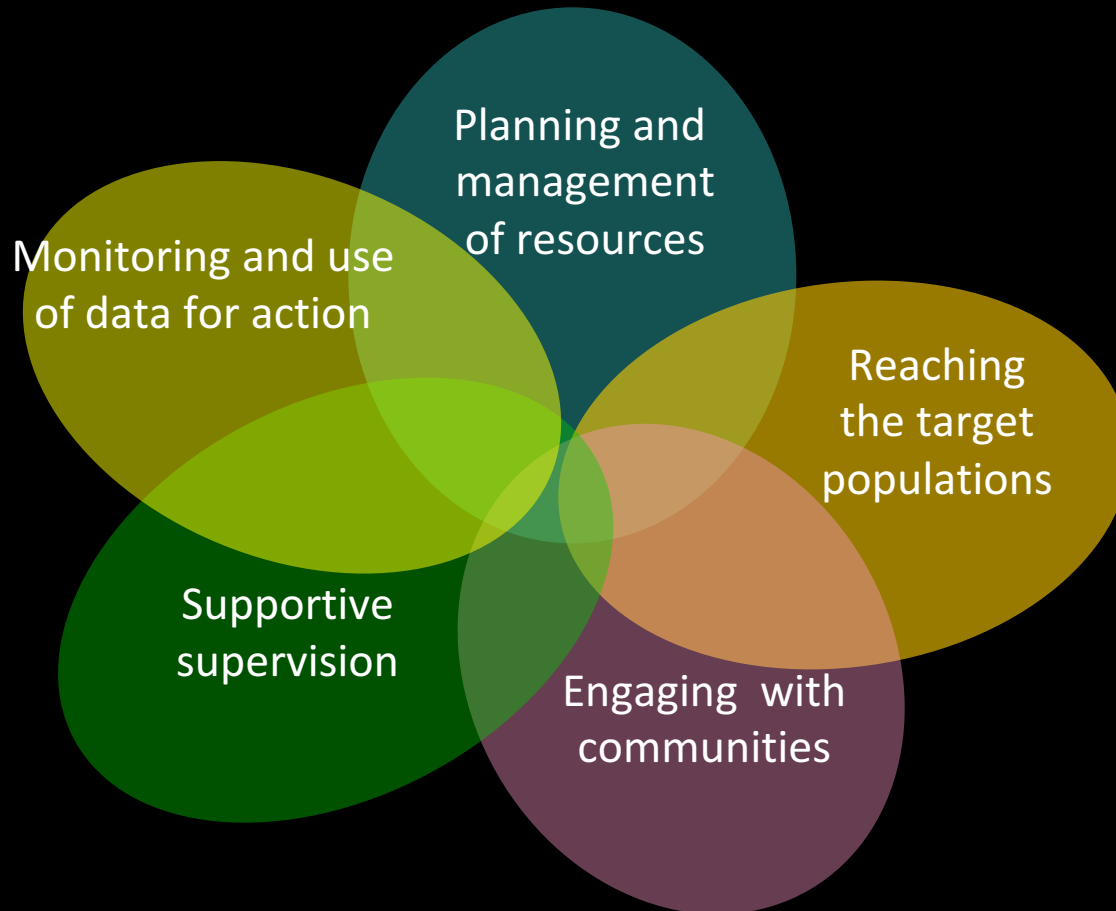 Planning and
management
of resources
Monitoring and use
of data for action
Reaching
the target
populations
Supportive
supervision
Engaging  with
communities